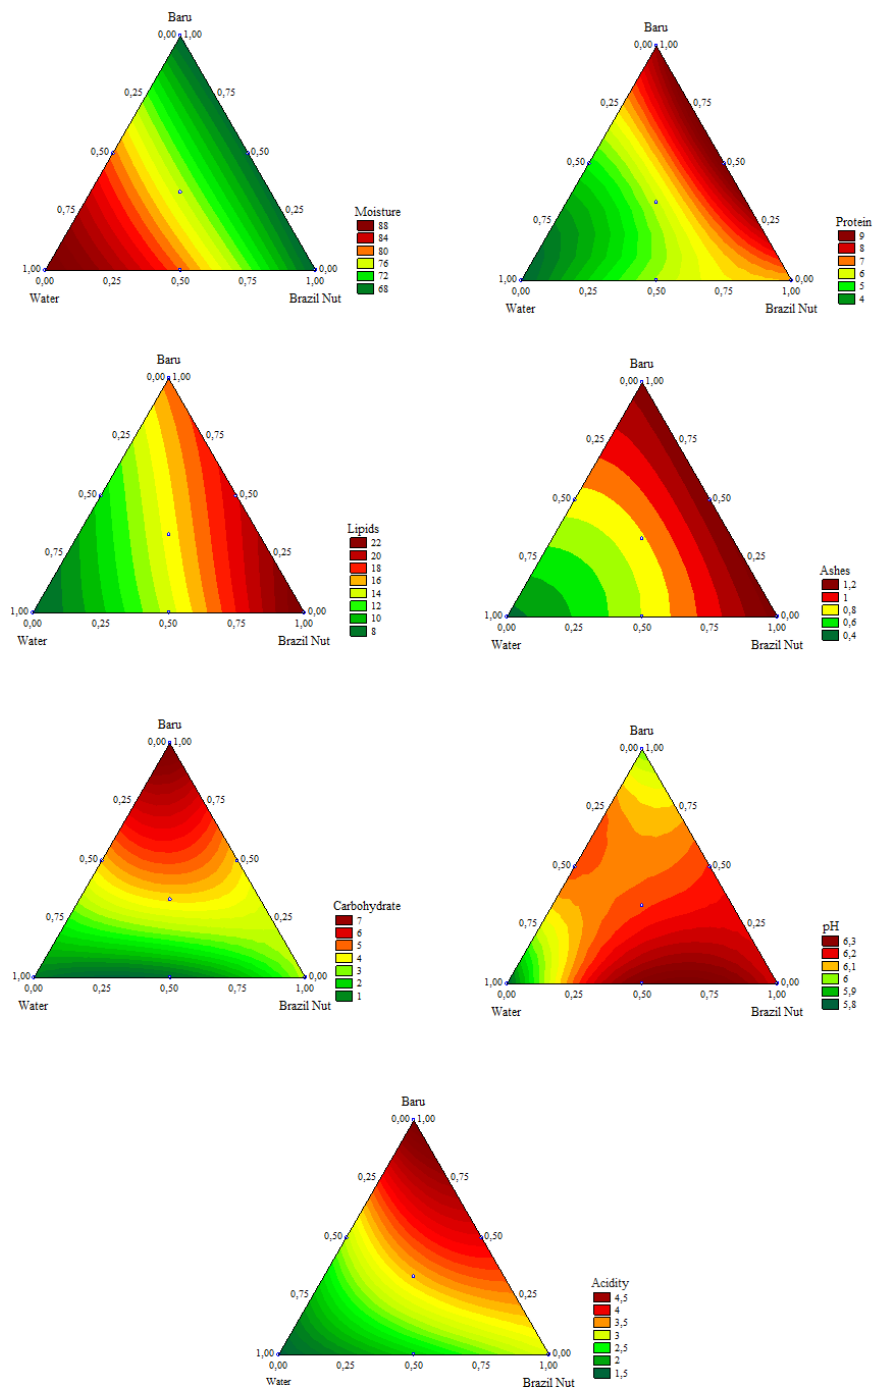 Baru
0,00 1,00
0,25 0,75
0,50 0,50
0,75 0,25
1,00 0,00
0,00 0,25 0,50 0,75 1,00
Water Brazil Nut
Moisture
88
84
80
76
72
68
Baru
0,00 1,00
0,25 0,75
0,50 0,50
0,75 0,25
1,00 0,00
0,00 0,25 0,50 0,75 1,00
Water Brazil Nut
Protein
9
8
7
6
5
4
Baru
0,00 1,00
0,25 0,75
0,50 0,50
0,75 0,25
1,00 0,00
0,00 0,25 0,50 0,75 1,00
Water Brazil Nut
Lipids
22
20
18
16
14
12
10
8
Baru
0,00 1,00
0,25 0,75
0,50 0,50
0,75 0,25
1,00 0,00
0,00 0,25 0,50 0,75 1,00
Water Brazil Nut
Ashes
1,2
1
0,8
0,6
0,4
Baru
0,00 1,00
0,25 0,75
0,50 0,50
0,75 0,25
1,00 0,00
0,00 0,25 0,50 0,75 1,00
Water Brazil Nut
Carbohydrate
7
6
5
4
3
2
1
Baru
0,00 1,00
0,25 0,75
0,50 0,50
0,75 0,25
1,00 0,00
0,00 0,25 0,50 0,75 1,00
Water Brazil Nut
pH
6,3
6,2
6,1
6
5,9
5,8
Baru
0,00 1,00
0,25 0,75
0,50 0,50
0,75 0,25
1,00 0,00
0,00 0,25 0,50 0,75 1,00
Water Brazil Nut
Acidity
4,5
4
3,5
3
2,5
2
1,5